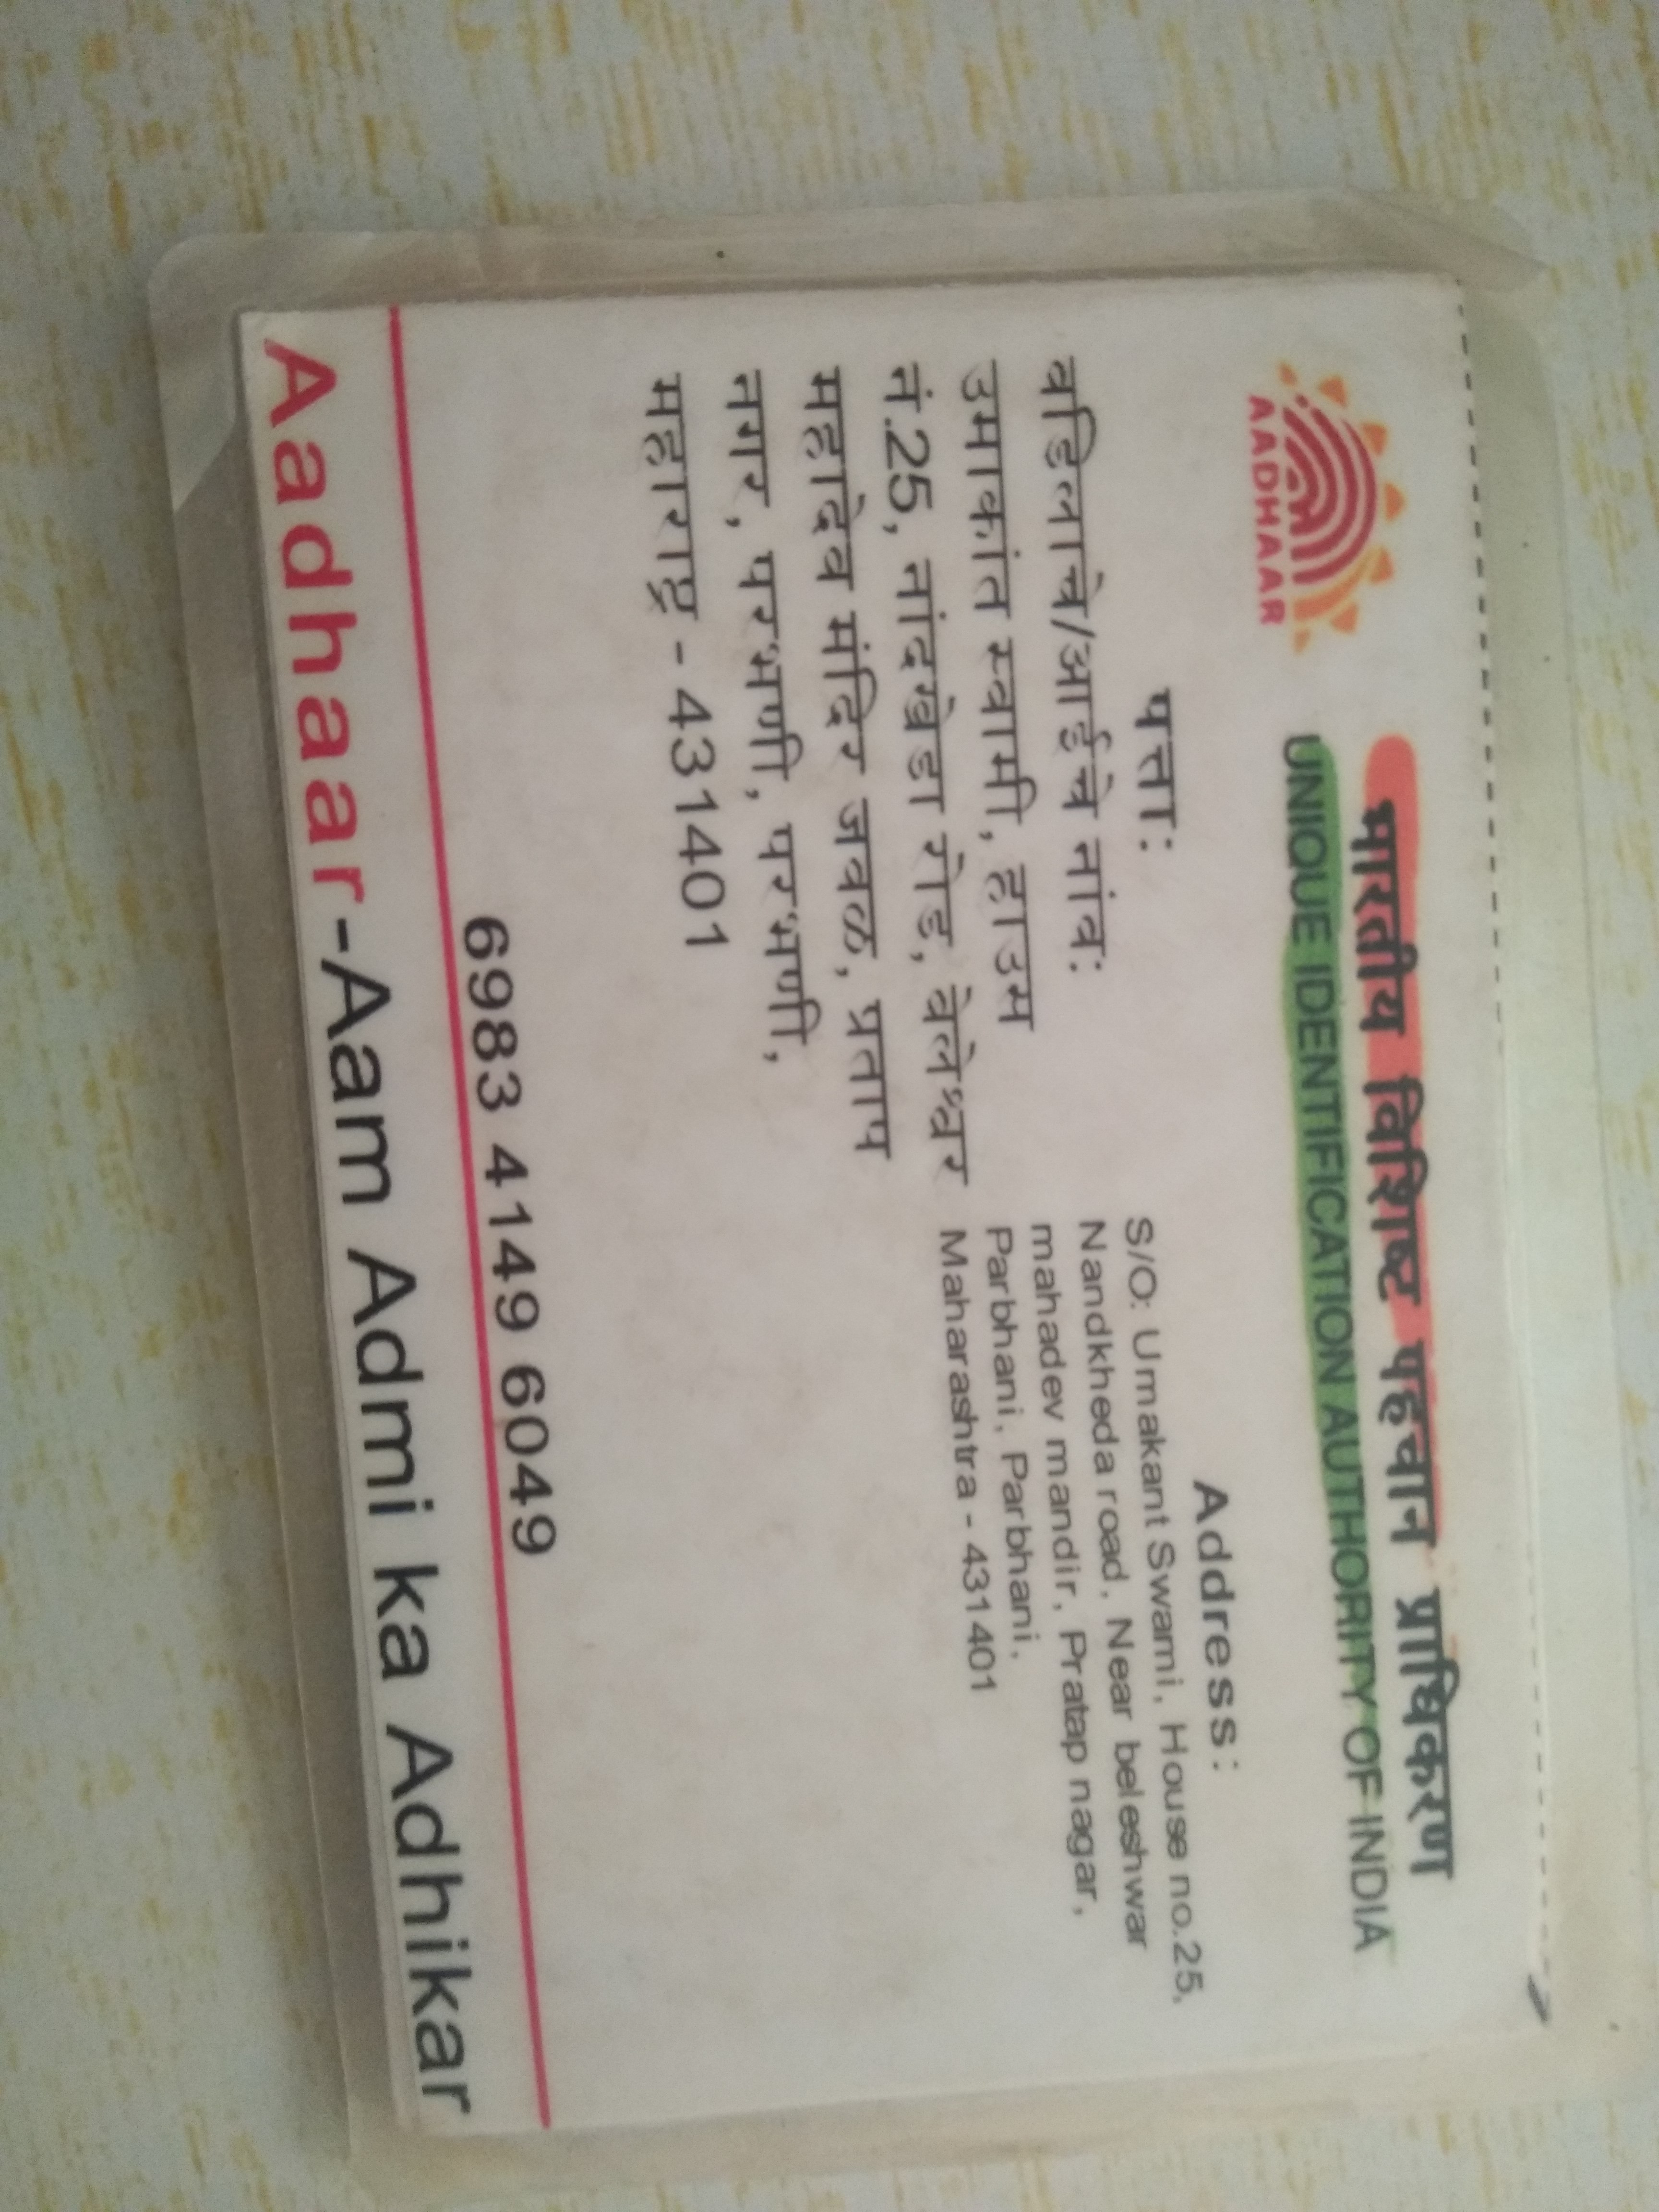 भारतीय विशिष्ट पहचान प्राधिकरण
UNIQUE IDENTIFICATION AUTHORITY OF INDIA
AADHAAR
पत्ता:
वडिलाचे/आईचे नांव:
उमाकांत स्वामी, हाउस
नं.25, नांदखेडा रोड, बेलेश्वर
महादेव मंदिर जवळ, प्रताप
नगर, परभणी, परभणी,
महाराष्ट्र - 431401
Address:
S/O: Umakant Swami, House no.25,
Nandkheda road, Near beleshwar
mahadev mandir, Pratap nagar,
Parbhani, Parbhani,
Maharashtra - 431401
6983 4149 6049
Aadhaar-Aam Admi ka Adhikar